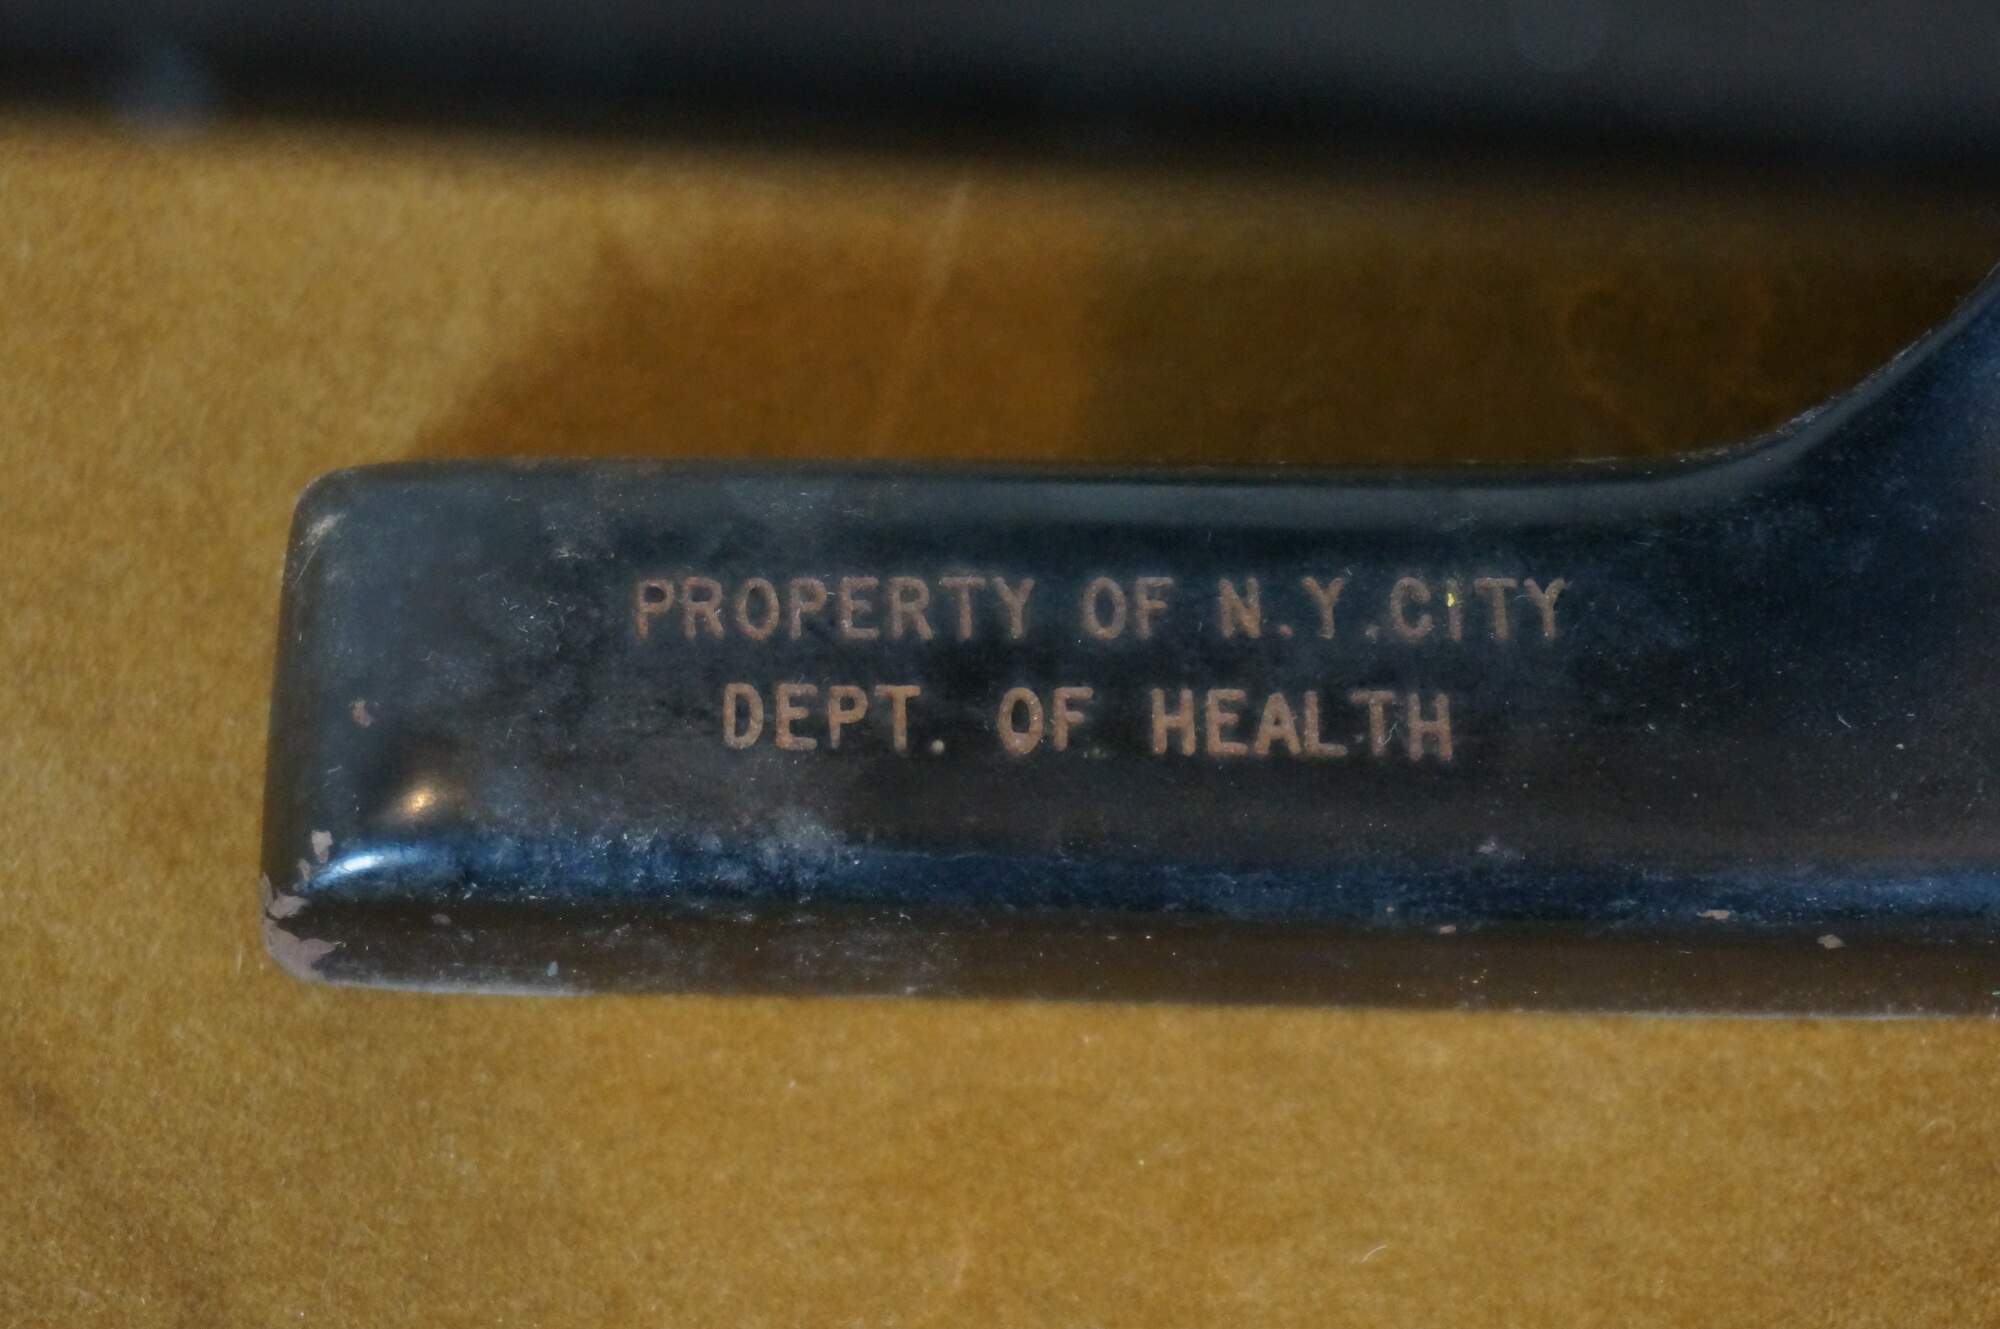 PROPERTY OF N.Y.CITY
DEPT. OF HEALTH